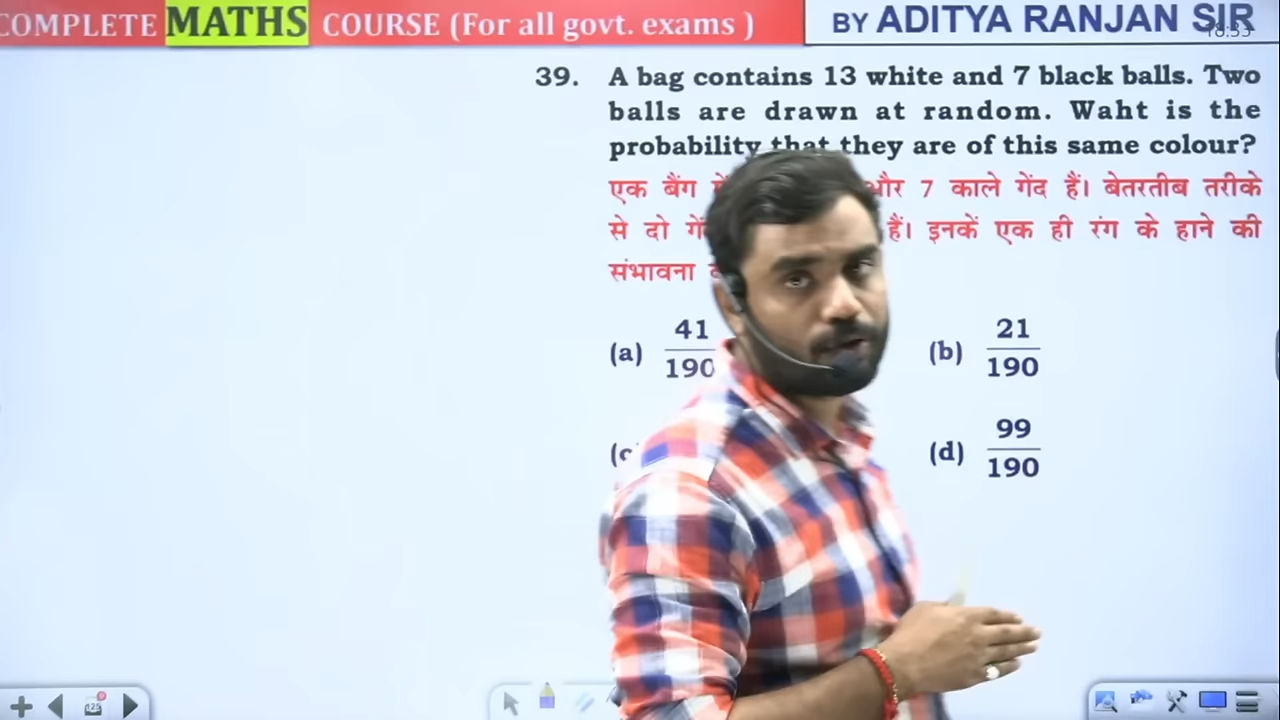 COMPLETE MATHS COURSE (For all govt. exams )
BY ADITYA RANJAN SIR
39. A bag contains 13 white and 7 black balls. Two
balls are drawn at random. Waht is the
probability that they are of this same colour?
एक बैंग और 7 काले गेंद हैं। बेतरतीब तरीके
से दो हैं। इनकें एक ही रंग के हाने की
संभावना
(a) 41/190
(b) 21/190
(d) 99/190